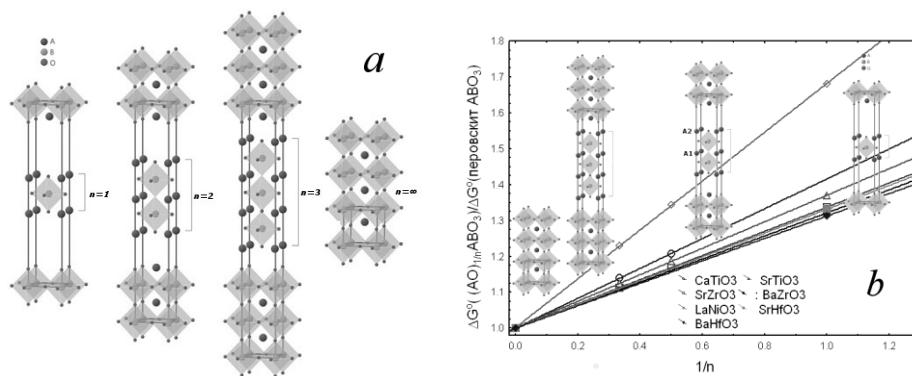 A
B
O
a
n=1
n=2
n=3
n=∞
ΔG⁰( (AO)1/nABO3)/ΔG⁰(перовскит ABO3)
1.8
1.7
1.6
1.5
1.4
1.3
1.2
1.1
1.0
A2
A1
CaTiO3 SrTiO3
SrZrO3 : BaZrO3
LaNiO3 SrHfO3
BaHfO3
b
0.0 0.2 0.4 0.6 0.8 1.0 1.2
1/n